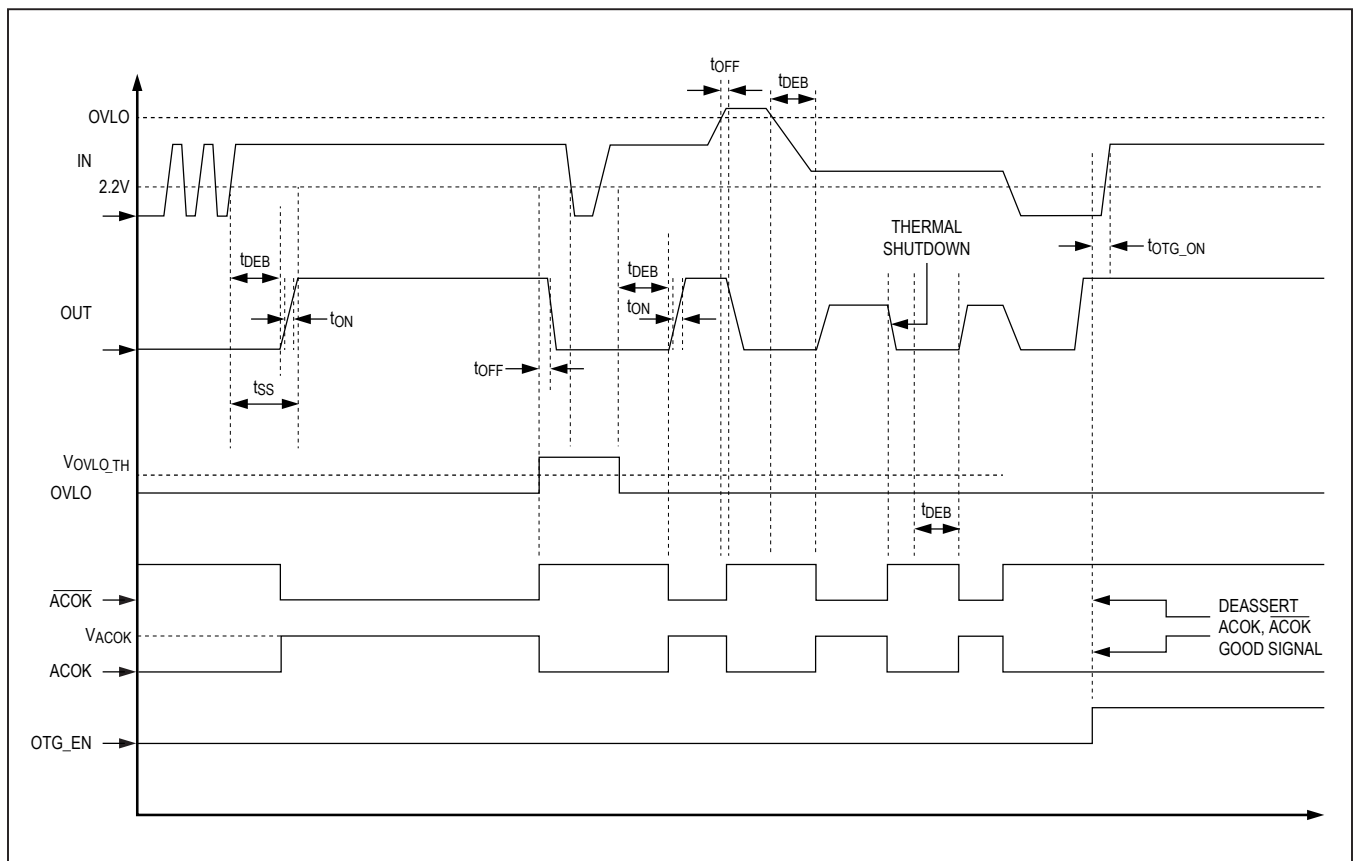 tOFF
tDEB
OVLO
IN
2.2V
THERMAL
SHUTDOWN
tOTG_ON
tDEB
tDEB
OUT
tON
tON
tOFF
tSS
VOVLO_TH
OVLO
tDEB
ACOK
DEASSERT
ACOK, ACOK
GOOD SIGNAL
VACOK
ACOK
OTG_EN